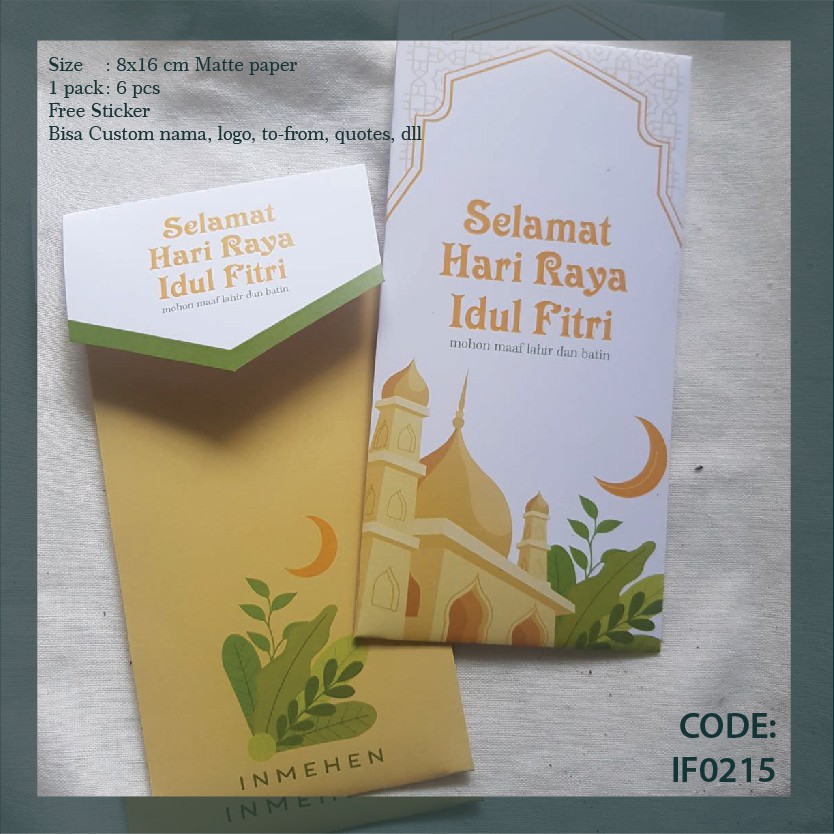 Size : 8x16 cm Matte paper
1 pack : 6 pcs
Free Sticker
Bisa Custom nama, logo, to-from, quotes, dll
Selamat
Hari Raya
Idul Fitri
mohon maaf lahir dan batin
Selamat
Hari Raya
Idul Fitri
mohon maaf lahir dan batin
INMEHEN
INMEHEN
CODE:
IF0215